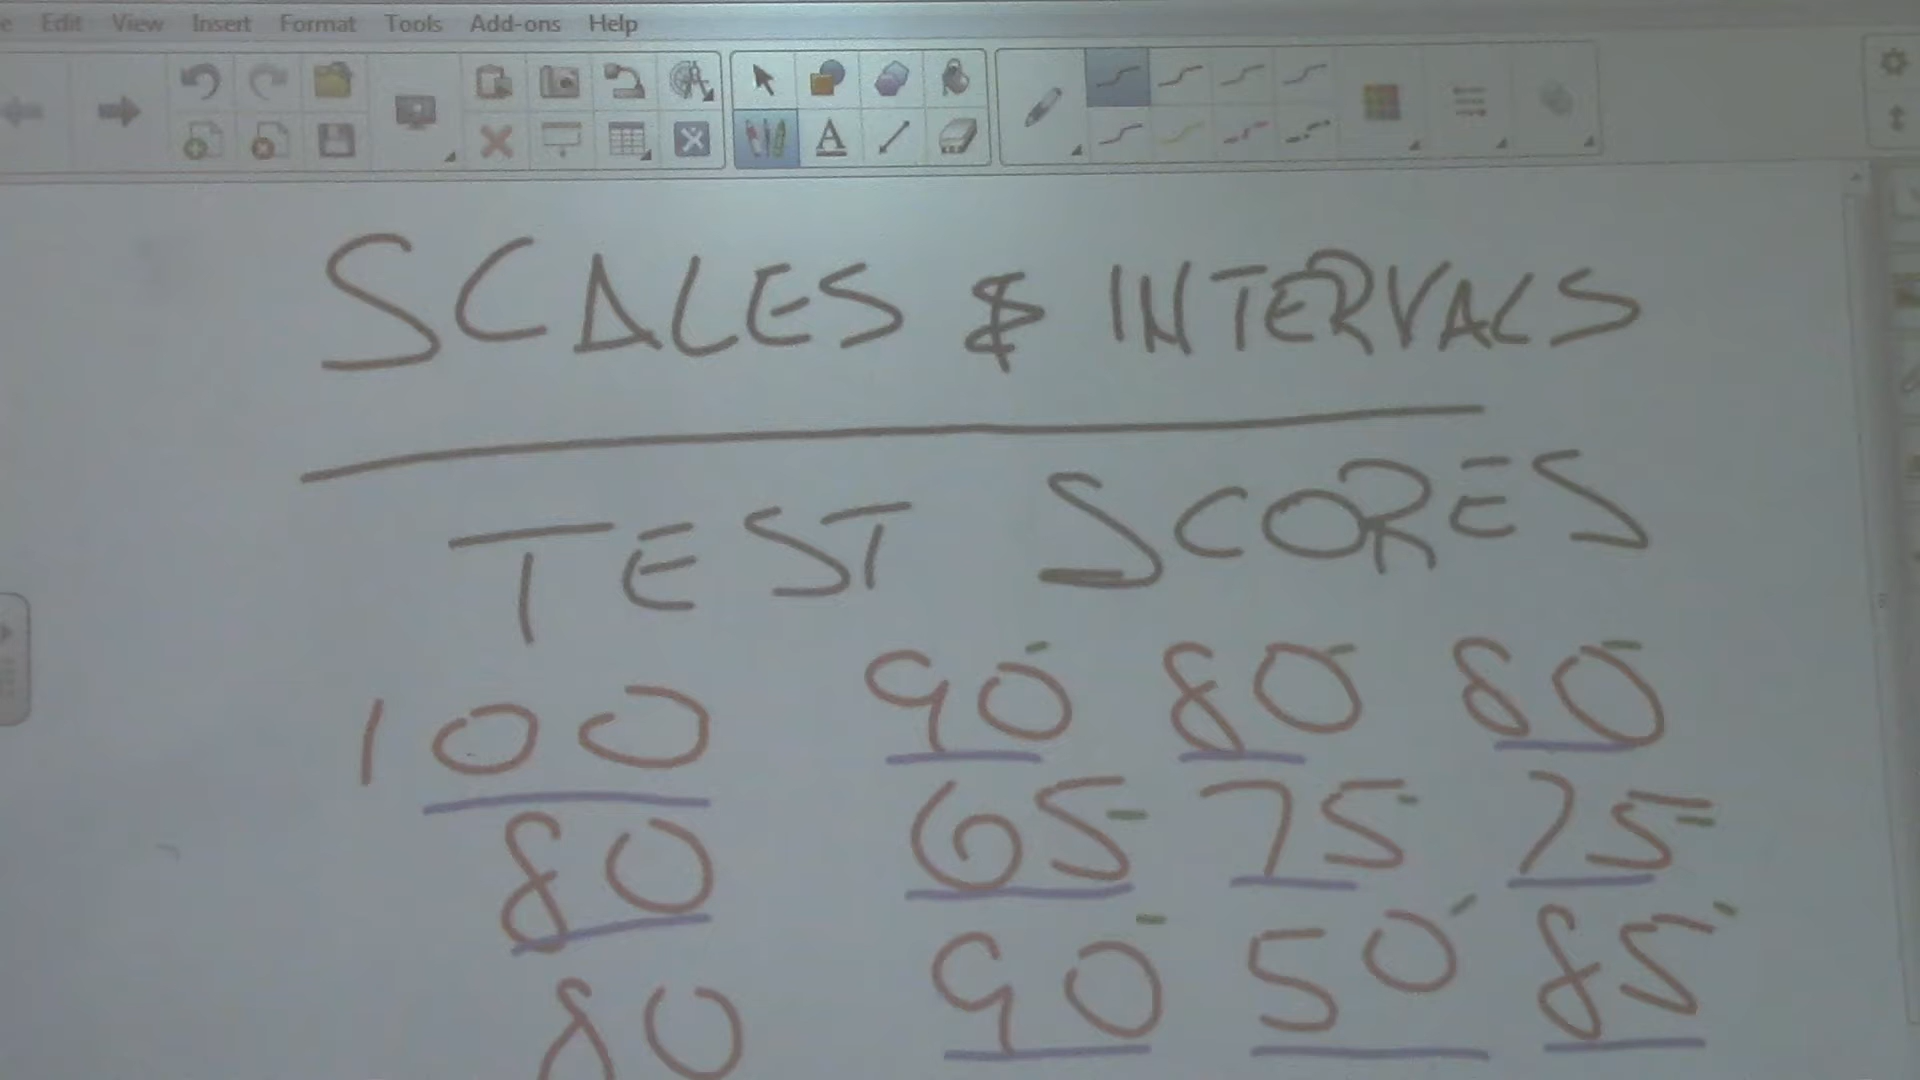 Edit View Insert Format Tools Add-ons Help
SCALES & INTERVALS
TEST SCORES
100 90 80 80
80 65 75 75
80 90 50 85